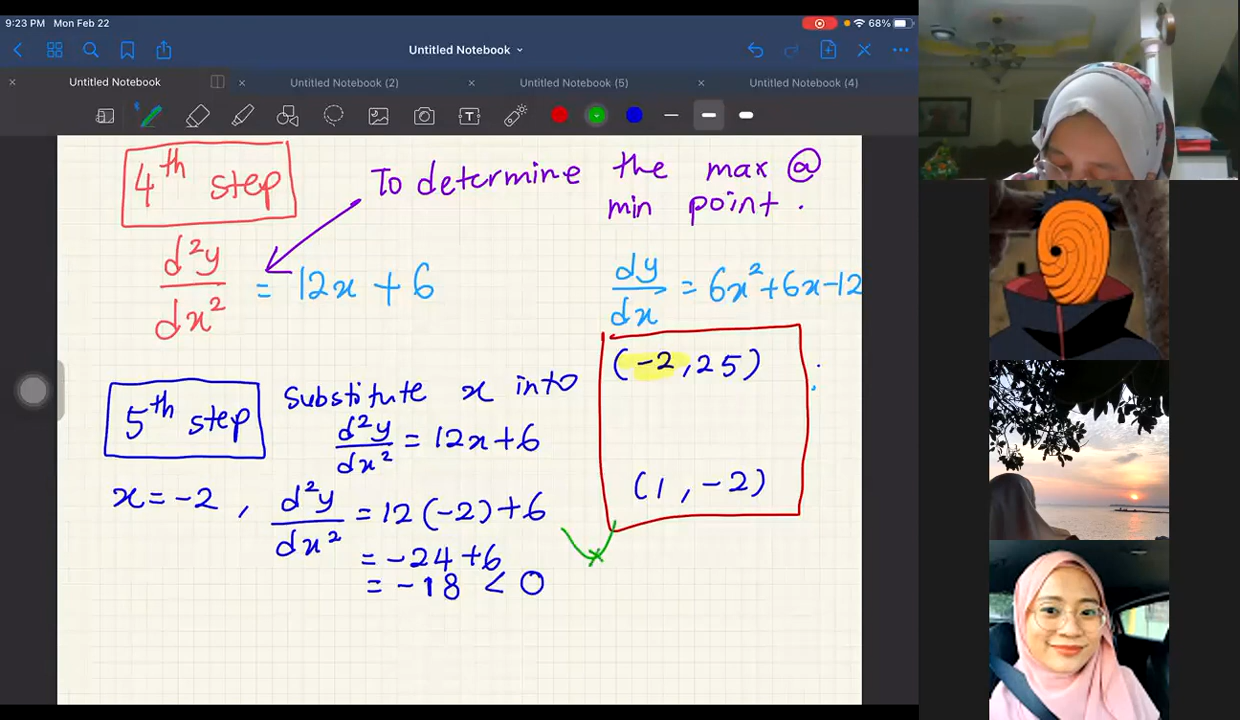 9:23 PM Mon Feb 22
68%
Untitled Notebook
Untitled Notebook
Untitled Notebook (2)
Untitled Notebook (5)
Untitled Notebook (4)
4th step
To determine the max @
min point.
d²y/dx² = 12x + 6
dy/dx = 6x²+6x-12
(-2, 25)
5th step
Substitute x into
d²y/dx² = 12x+6
(1, -2)
x = -2, d²y/dx² = 12(-2)+6
= -24+6
= -18 < 0